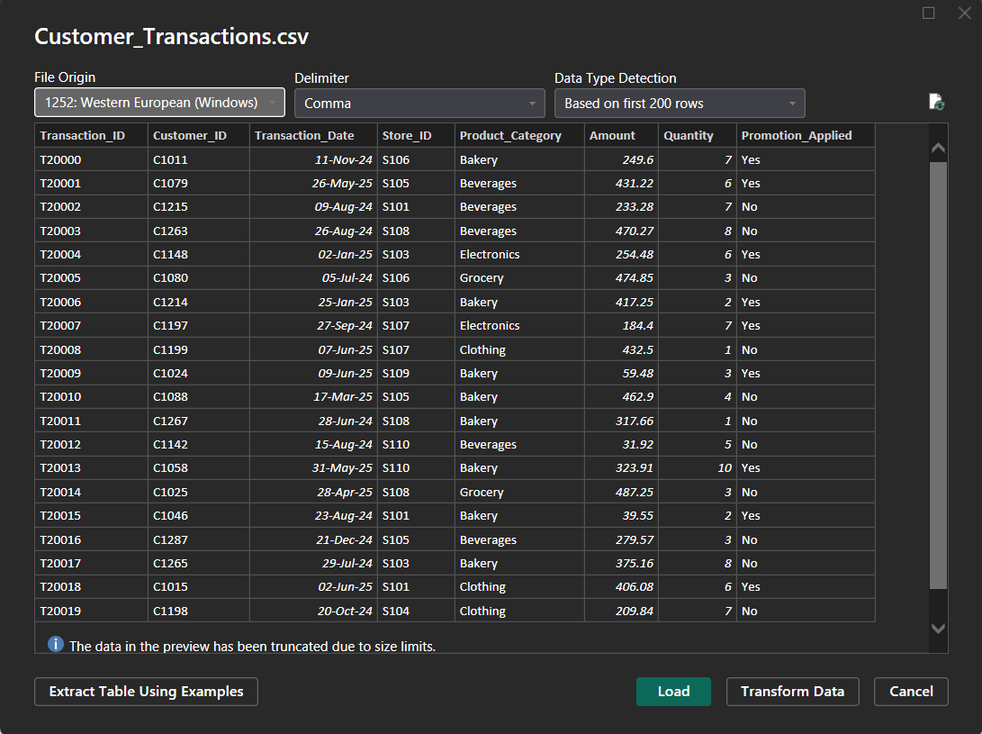 Customer_Transactions.csv
File Origin Delimiter Data Type Detection
1252: Western European (Windows) Comma Based on first 200 rows
Transaction_ID Customer_ID Transaction_Date Store_ID Product_Category Amount Quantity Promotion_Applied
T20000 C1011 11-Nov-24 S106 Bakery 249.6 7 Yes
T20001 C1079 26-May-25 S105 Beverages 431.22 6 Yes
T20002 C1215 09-Aug-24 S101 Beverages 233.28 7 No
T20003 C1263 26-Aug-24 S108 Beverages 470.27 8 No
T20004 C1148 02-Jan-25 S103 Electronics 254.48 6 Yes
T20005 C1080 05-Jul-24 S106 Grocery 474.85 3 No
T20006 C1214 25-Jan-25 S103 Bakery 417.25 2 Yes
T20007 C1197 27-Sep-24 S107 Electronics 184.4 7 Yes
T20008 C1199 07-Jun-25 S107 Clothing 432.5 1 No
T20009 C1024 09-Jun-25 S109 Bakery 59.48 3 Yes
T20010 C1088 17-Mar-25 S105 Bakery 462.9 4 No
T20011 C1267 28-Jun-24 S108 Bakery 317.66 1 No
T20012 C1142 15-Aug-24 S110 Beverages 31.92 5 No
T20013 C1058 31-May-25 S110 Bakery 323.91 10 Yes
T20014 C1025 28-Apr-25 S108 Grocery 487.25 3 No
T20015 C1046 23-Aug-24 S101 Bakery 39.55 2 Yes
T20016 C1287 21-Dec-24 S105 Beverages 279.57 3 No
T20017 C1265 29-Jul-24 S103 Bakery 375.16 8 No
T20018 C1015 02-Jun-25 S101 Clothing 406.08 6 Yes
T20019 C1198 20-Oct-24 S104 Clothing 209.84 7 No
The data in the preview has been truncated due to size limits.
Extract Table Using Examples Load Transform Data Cancel